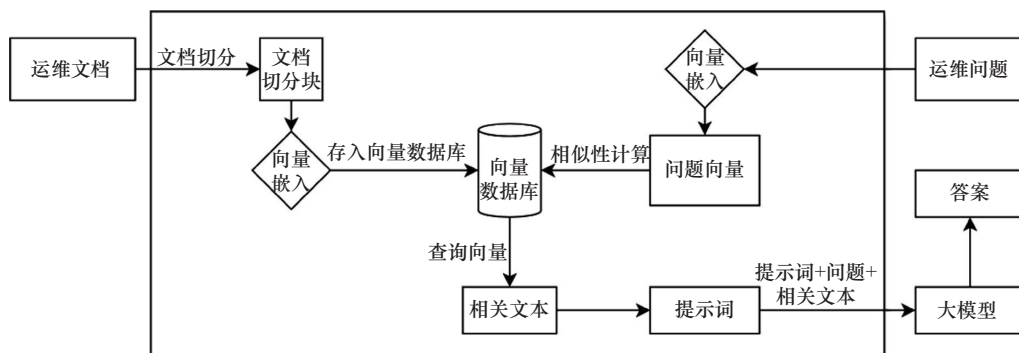 运维文档
文档切分
文档
切分块
向量
嵌入
运维问题
向量
嵌入
存入向量数据库
向量
数据库
相似性计算
问题向量
答案
查询向量
相关文本
提示词
提示词+问题+
相关文本
大模型